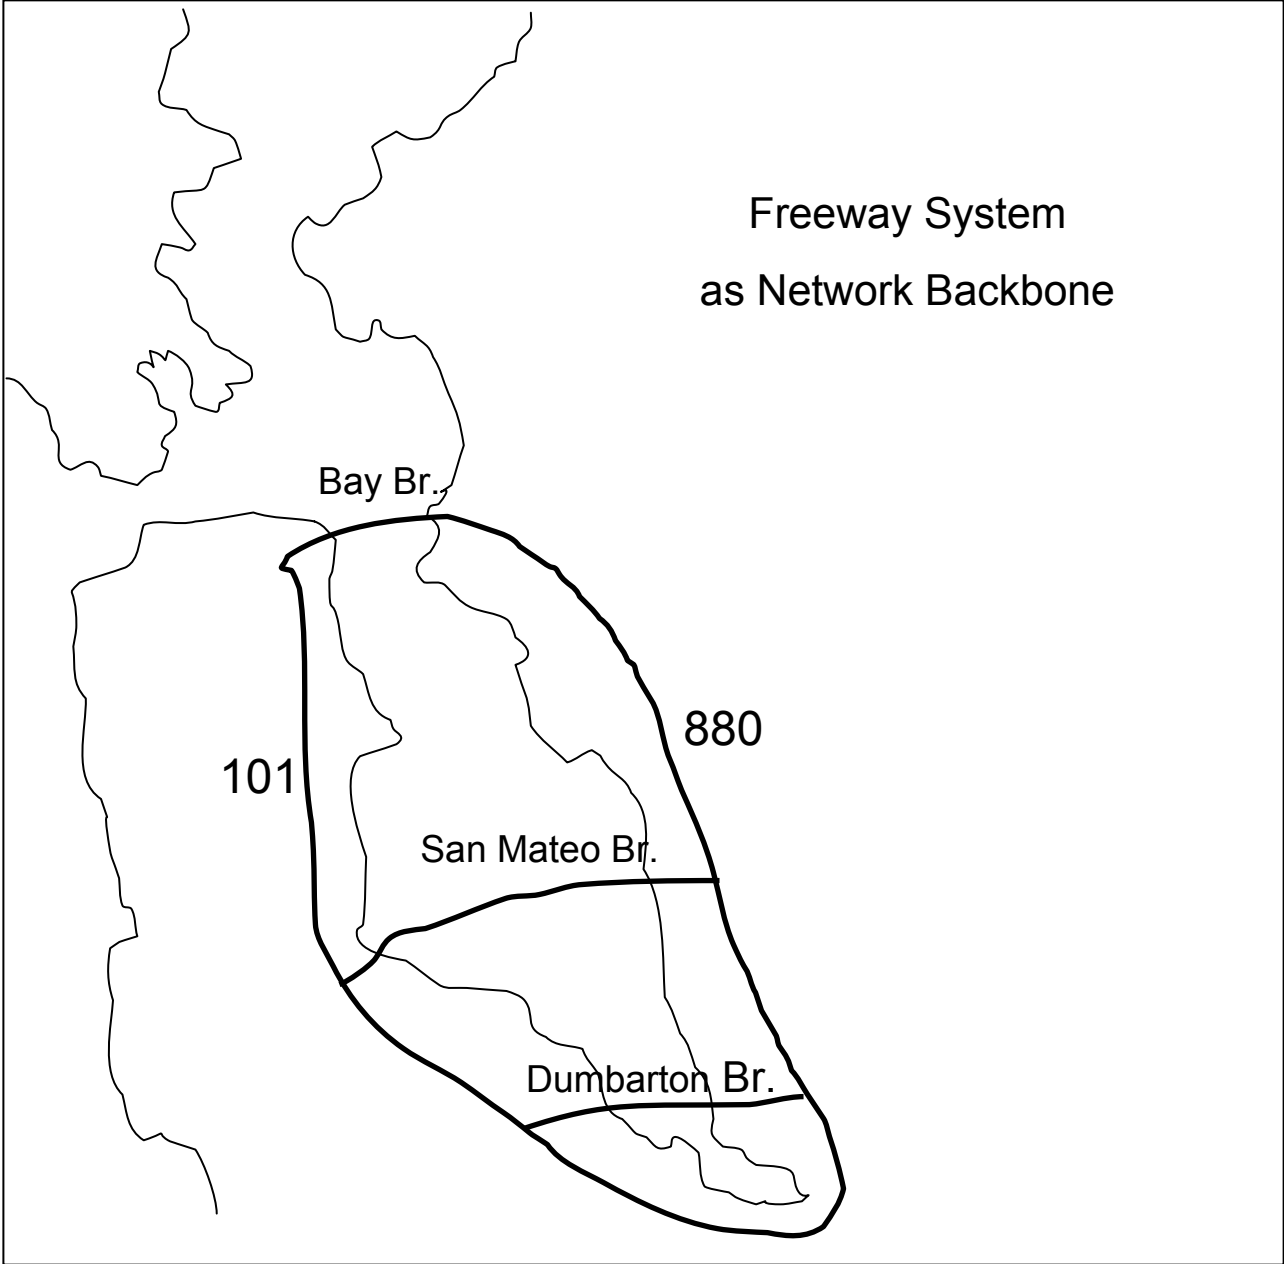 Freeway System
as Network Backbone
Bay Br.
880
101
San Mateo Br.
Dumbarton Br.